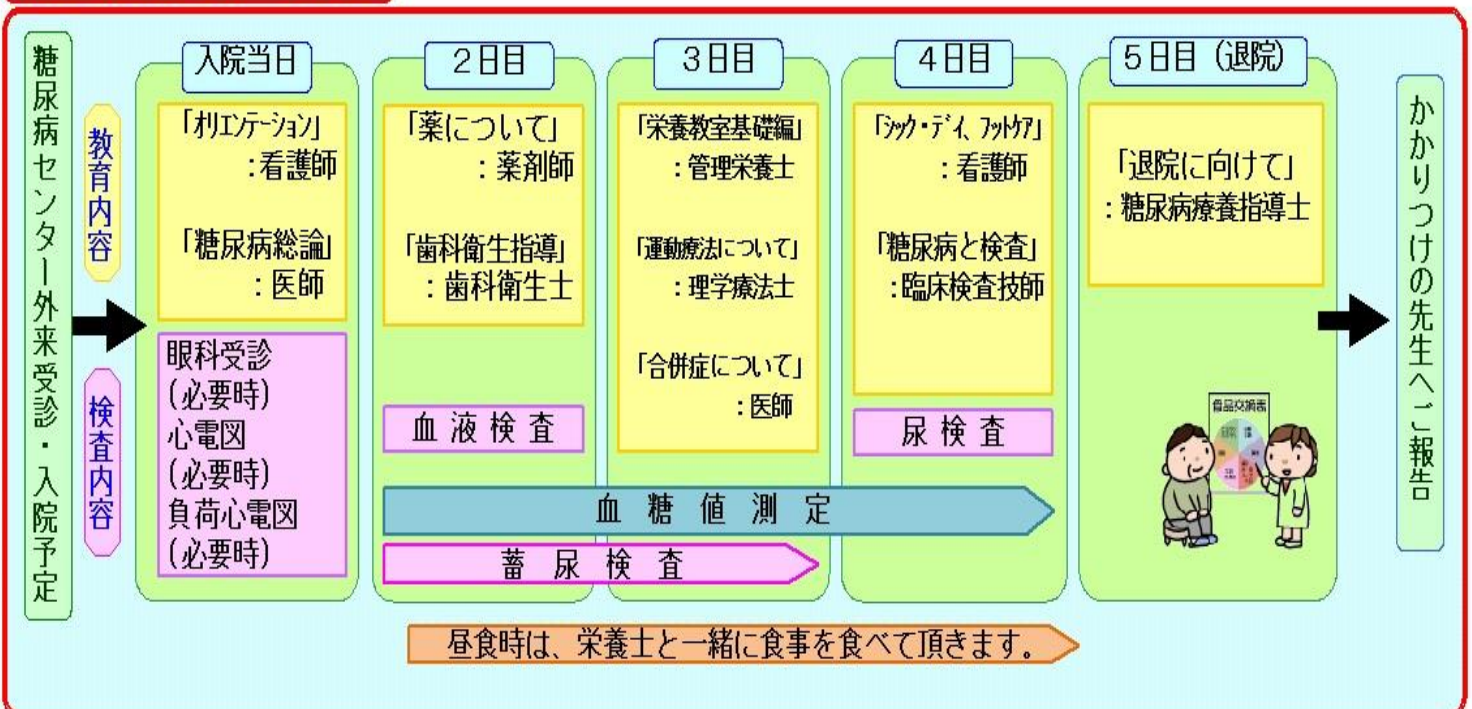 糖尿病センター外来受診・入院予定
教育内容
検査内容
入院当日
「ｵﾘｴﾝﾃｰｼｮﾝ」
：看護師
「糖尿病総論」
：医師
眼科受診
(必要時)
心電図
(必要時)
負荷心電図
(必要時)
２日目
「薬について」
：薬剤師
「歯科衛生指導」
：歯科衛生士
血液検査
３日目
「栄養教室基礎編」
：管理栄養士
「運動療法について」
：理学療法士
「合併症について」
：医師
４日目
「ｼｯｸ・ﾃﾞｲ、ﾌｯﾄｹｱ」
：看護師
「糖尿病と検査」
：臨床検査技師
尿検査
血糖値測定
蓄尿検査
５日目（退院）
「退院に向けて」
：糖尿病療養指導士
食品交換表
昼食時は、栄養士と一緒に食事を食べて頂きます。
かかりつけの先生へご報告